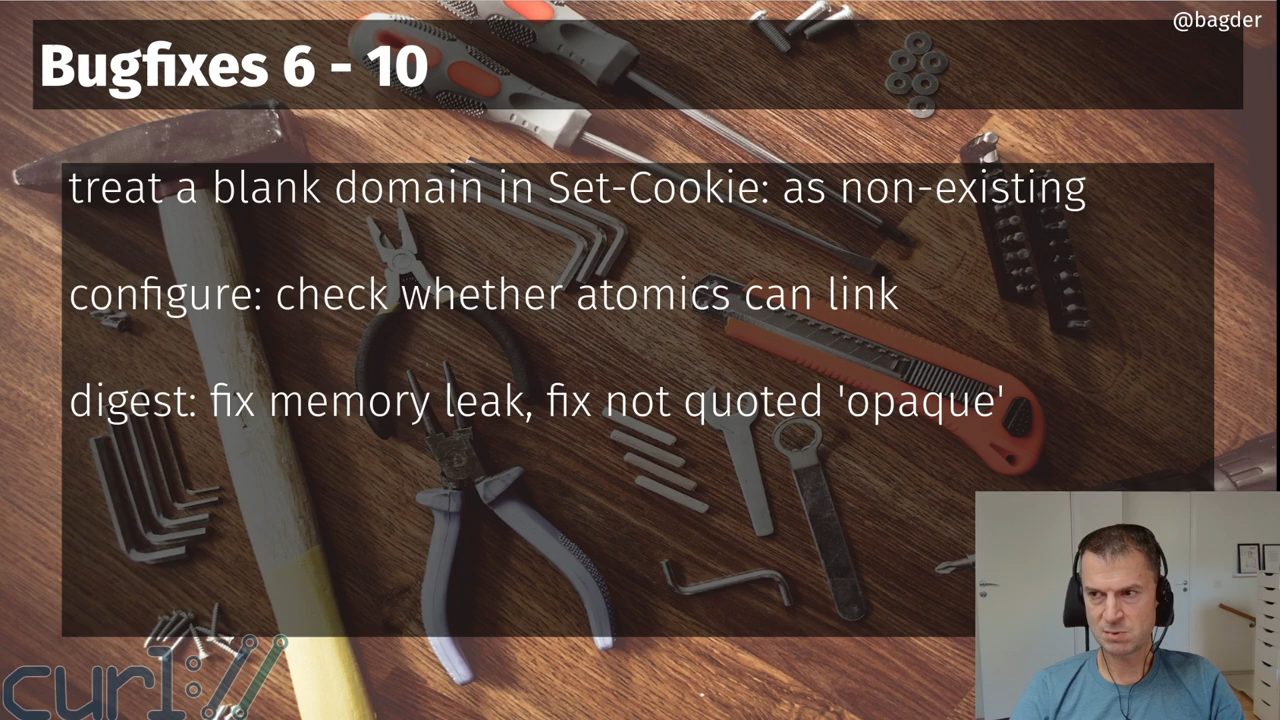 @bagder
Bugfixes 6 - 10
treat a blank domain in Set-Cookie: as non-existing
configure: check whether atomics can link
digest: fix memory leak, fix not quoted 'opaque'
curl://